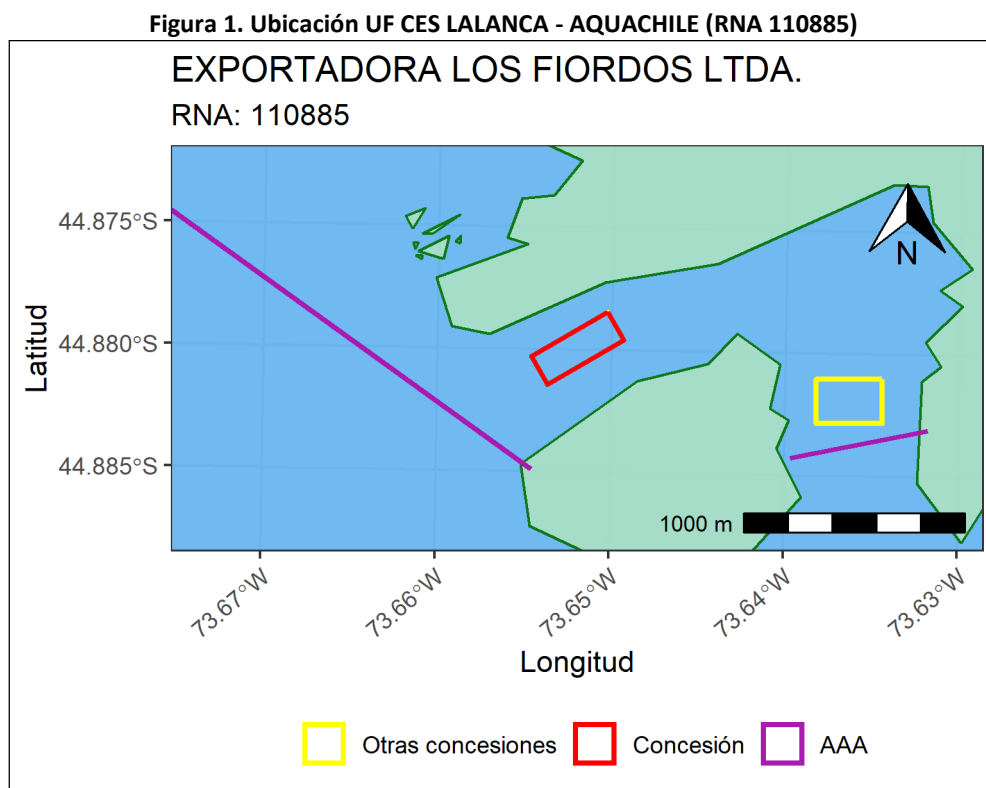 Figura 1. Ubicación UF CES LALANCA - AQUACHILE (RNA 110885)
EXPORTADORA LOS FIORDOS LTDA.
RNA: 110885
44.875°S
44.880°S
44.885°S
Latitud
N
1000 m
73.67°W
73.66°W
73.65°W
73.64°W
73.63°W
Longitud
Otras concesiones
Concesión
AAA